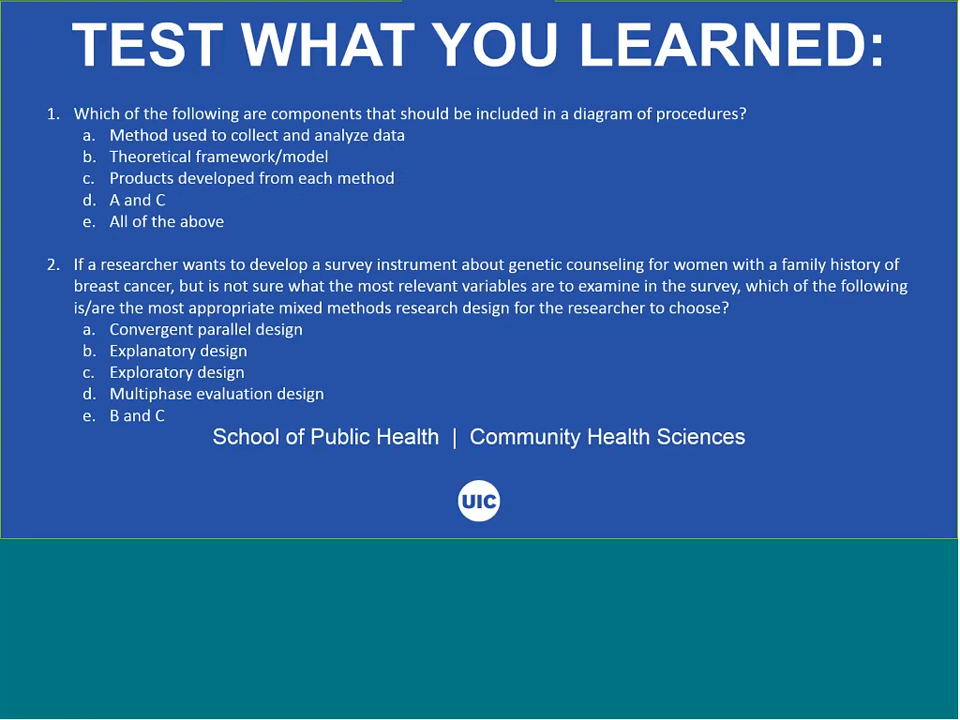 TEST WHAT YOU LEARNED:
1. Which of the following are components that should be included in a diagram of procedures?
a. Method used to collect and analyze data
b. Theoretical framework/model
c. Products developed from each method
d. A and C
e. All of the above
2. If a researcher wants to develop a survey instrument about genetic counseling for women with a family history of
breast cancer, but is not sure what the most relevant variables are to examine in the survey, which of the following
is/are the most appropriate mixed methods research design for the researcher to choose?
a. Convergent parallel design
b. Explanatory design
c. Exploratory design
d. Multiphase evaluation design
e. B and C
School of Public Health | Community Health Sciences
UIC